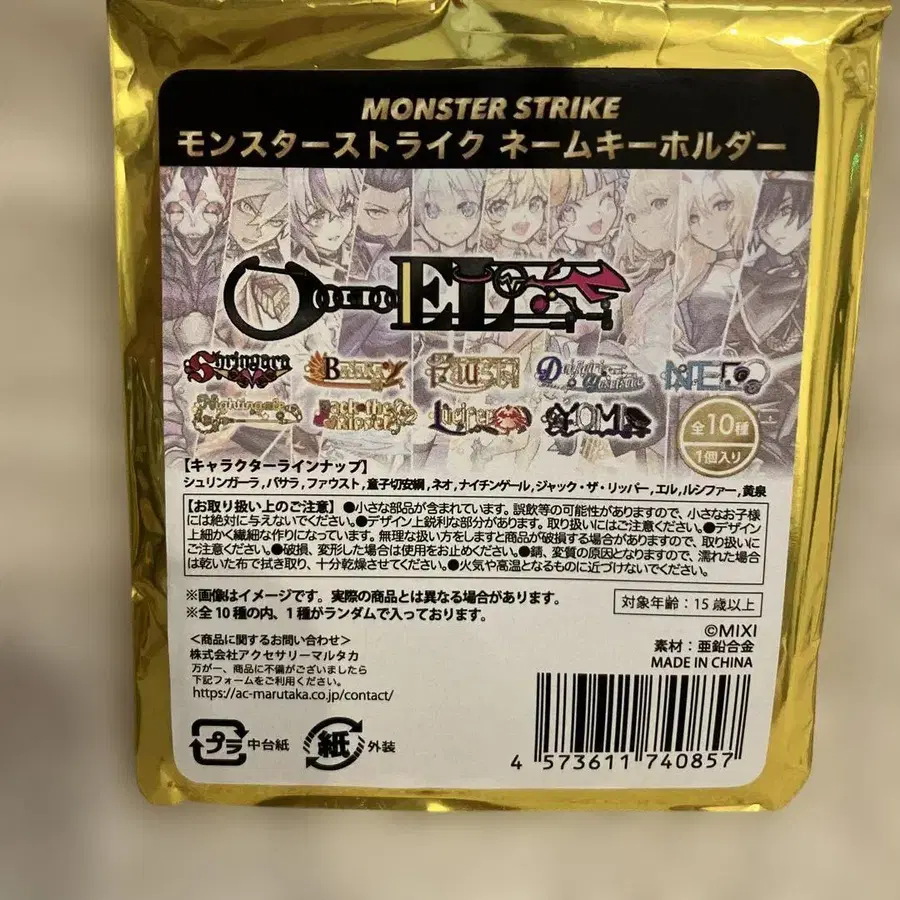 MONSTER STRIKE
モンスターストライク ネームキーホルダー
EL
Shringara
Basara
Faust
Dojigiri Yasutsuna
NEO
Nightingale
Jack・the Ripper
Lucifer
YOMI
全10種
1個入り
【キャラクターラインナップ】
シュリンガーラ, バサラ, ファウスト, 童子切安綱, ネオ, ナイチンゲール, ジャック・ザ・リッパー, エル, ルシファー, 黄泉
【お取り扱い上のご注意】●小さな部品が含まれています。誤飲等の可能性がありますので、小さなお子様
には絶対に与えないでください。●デザイン上鋭利な部分があります。取り扱いにはご注意ください。●デザイン
上細かく繊細な作りになっています。無理な扱い方をしますと商品が破損する場合がありますので、取り扱いに
ご注意ください。●破損、変形した場合は使用をお止めください。●錆、変質の原因となりますので、濡れた場合
は乾いた布で拭き取り、十分乾燥させてください。●火気や高温となるものに近づけないでください。
※画像はイメージです。実際の商品とは異なる場合があります。
※全10種の内、1種がランダムで入っております。
対象年齢：15歳以上
©MIXI
素材：亜鉛合金
MADE IN CHINA
<商品に関するお問い合わせ>
株式会社アクセサリーマルタカ
万が一、商品に不備がございましたら
下記フォームをご利用ください。
https://ac-marutaka.co.jp/contact/
プラ 中台紙
紙 外装
4 573611 740857